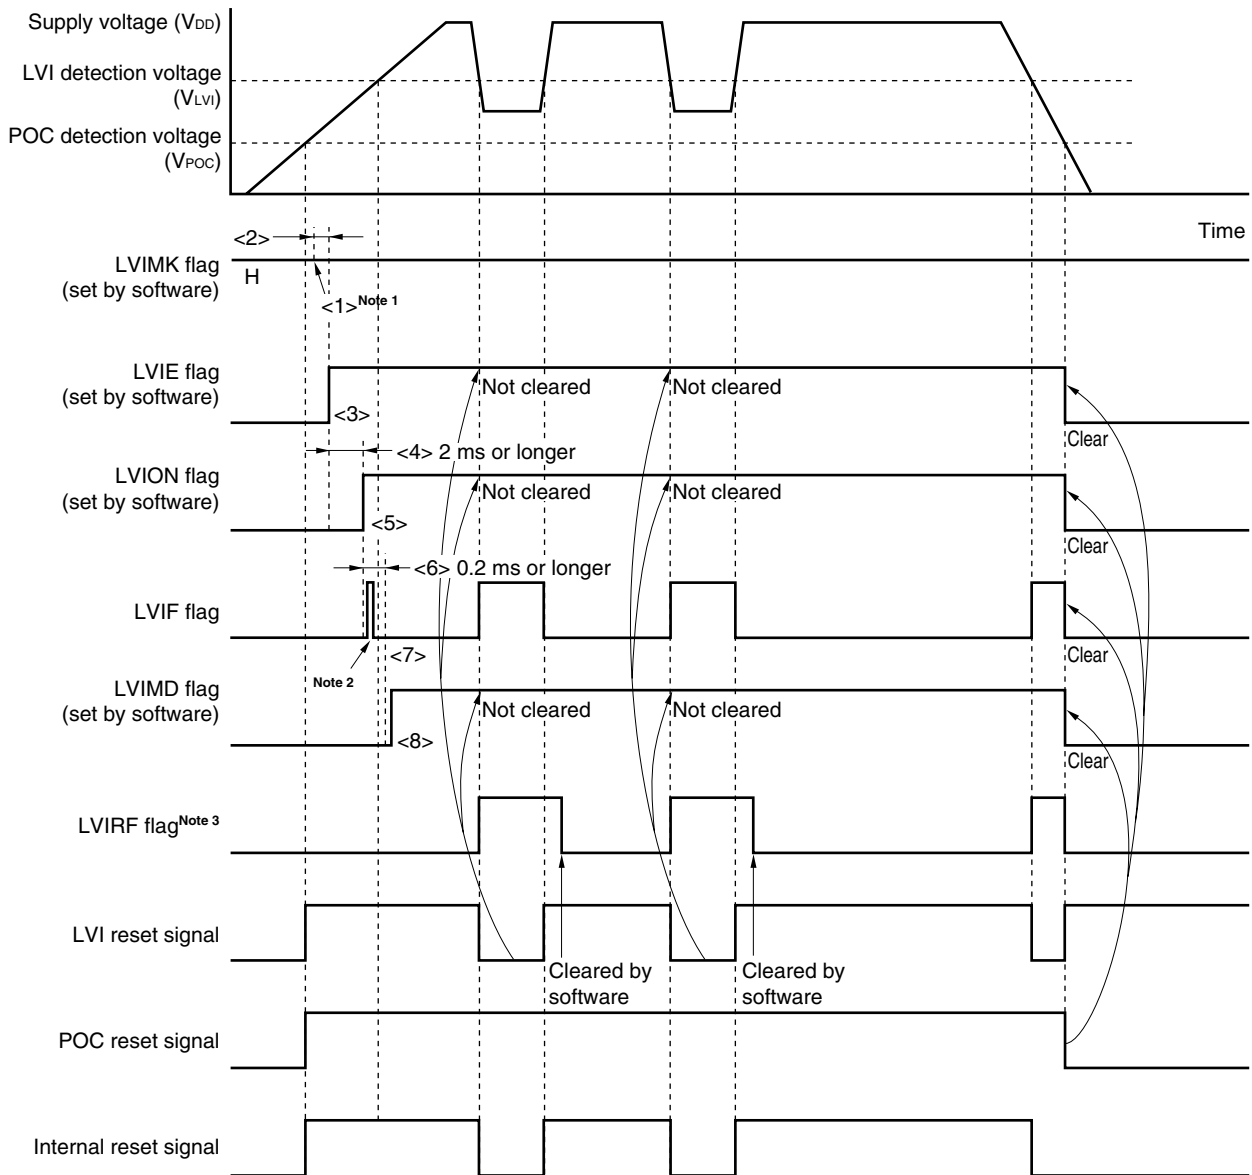 Supply voltage (VDD)
LVI detection voltage
(VLVI)
POC detection voltage
(VPOC)
Time
<2>
LVIMK flag
(set by software)
H
<1>Note 1
LVIE flag
(set by software)
Not cleared
Not cleared
<3>
Clear
<4> 2 ms or longer
LVION flag
(set by software)
Not cleared
Not cleared
<5>
Clear
<6> 0.2 ms or longer
LVIF flag
<7>
Clear
Note 2
LVIMD flag
(set by software)
Not cleared
Not cleared
<8>
Clear
LVIRF flagNote 3
LVI reset signal
Cleared by
software
Cleared by
software
POC reset signal
Internal reset signal